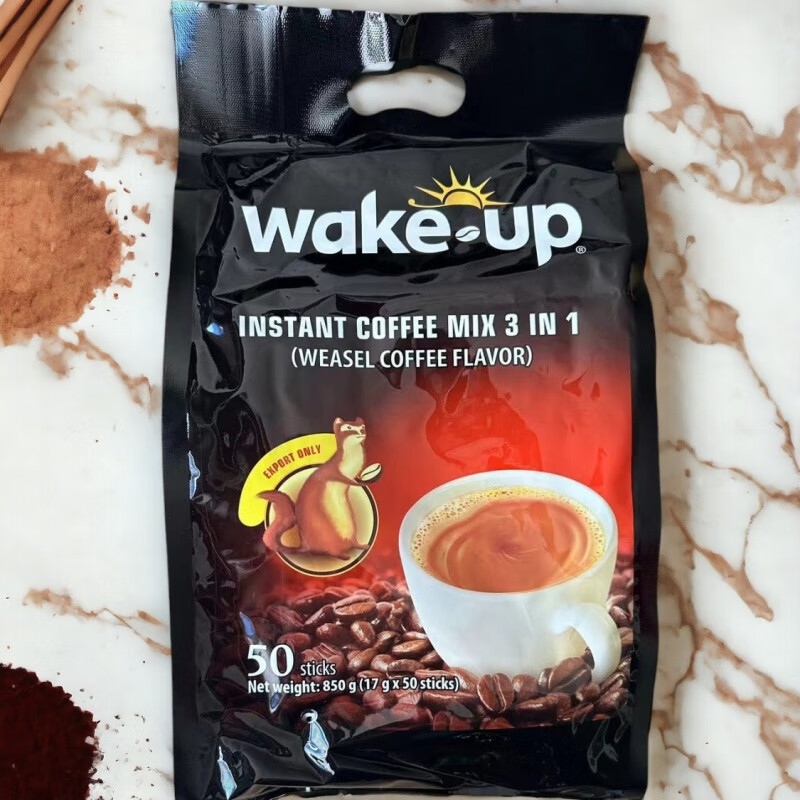 wake-up®
INSTANT COFFEE MIX 3 IN 1
(WEASEL COFFEE FLAVOR)
EXPORT ONLY
50 sticks
Net weight: 850 g (17 g x 50 sticks)